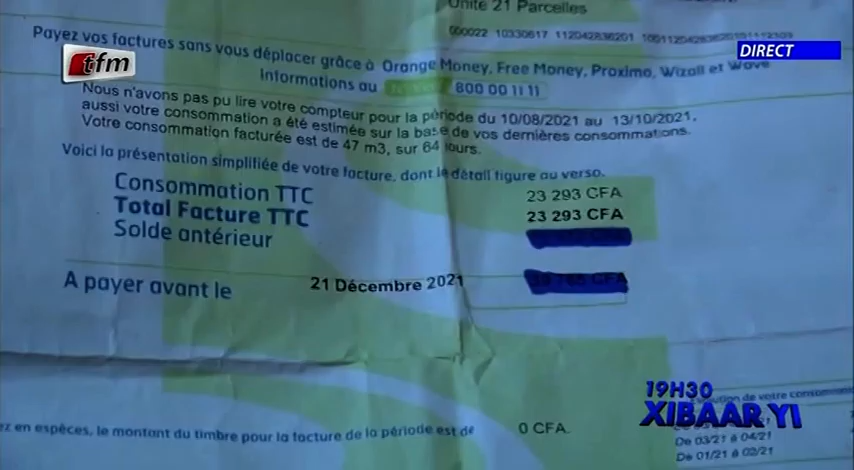 Unité 21 Parcelles
Payez vos factures sans vous déplacer grâce à Orange Money, Free Money, Proximo, Wizall et Wave
tfm
DIRECT
Informations au 800 00 11 11
Nous n'avons pas pu lire votre compteur pour la période du 10/08/2021 au 13/10/2021,
aussi votre consommation a été estimée sur la base de vos dernières consommations.
Votre consommation facturée est de 47 m3, sur 64 jours.
Voici la présentation simplifiée de votre facture, dont le détail figure au verso.
Consommation TTC 23 293 CFA
Total Facture TTC 23 293 CFA
Solde antérieur
A payer avant le 21 Décembre 2021 CFA
19H30
XIBAAR YI
de votre consommation
ez en espèces, le montant du timbre pour la facture de la période est de 0 CFA.
De 03/21 à 04/21
De 01/21 à 02/21